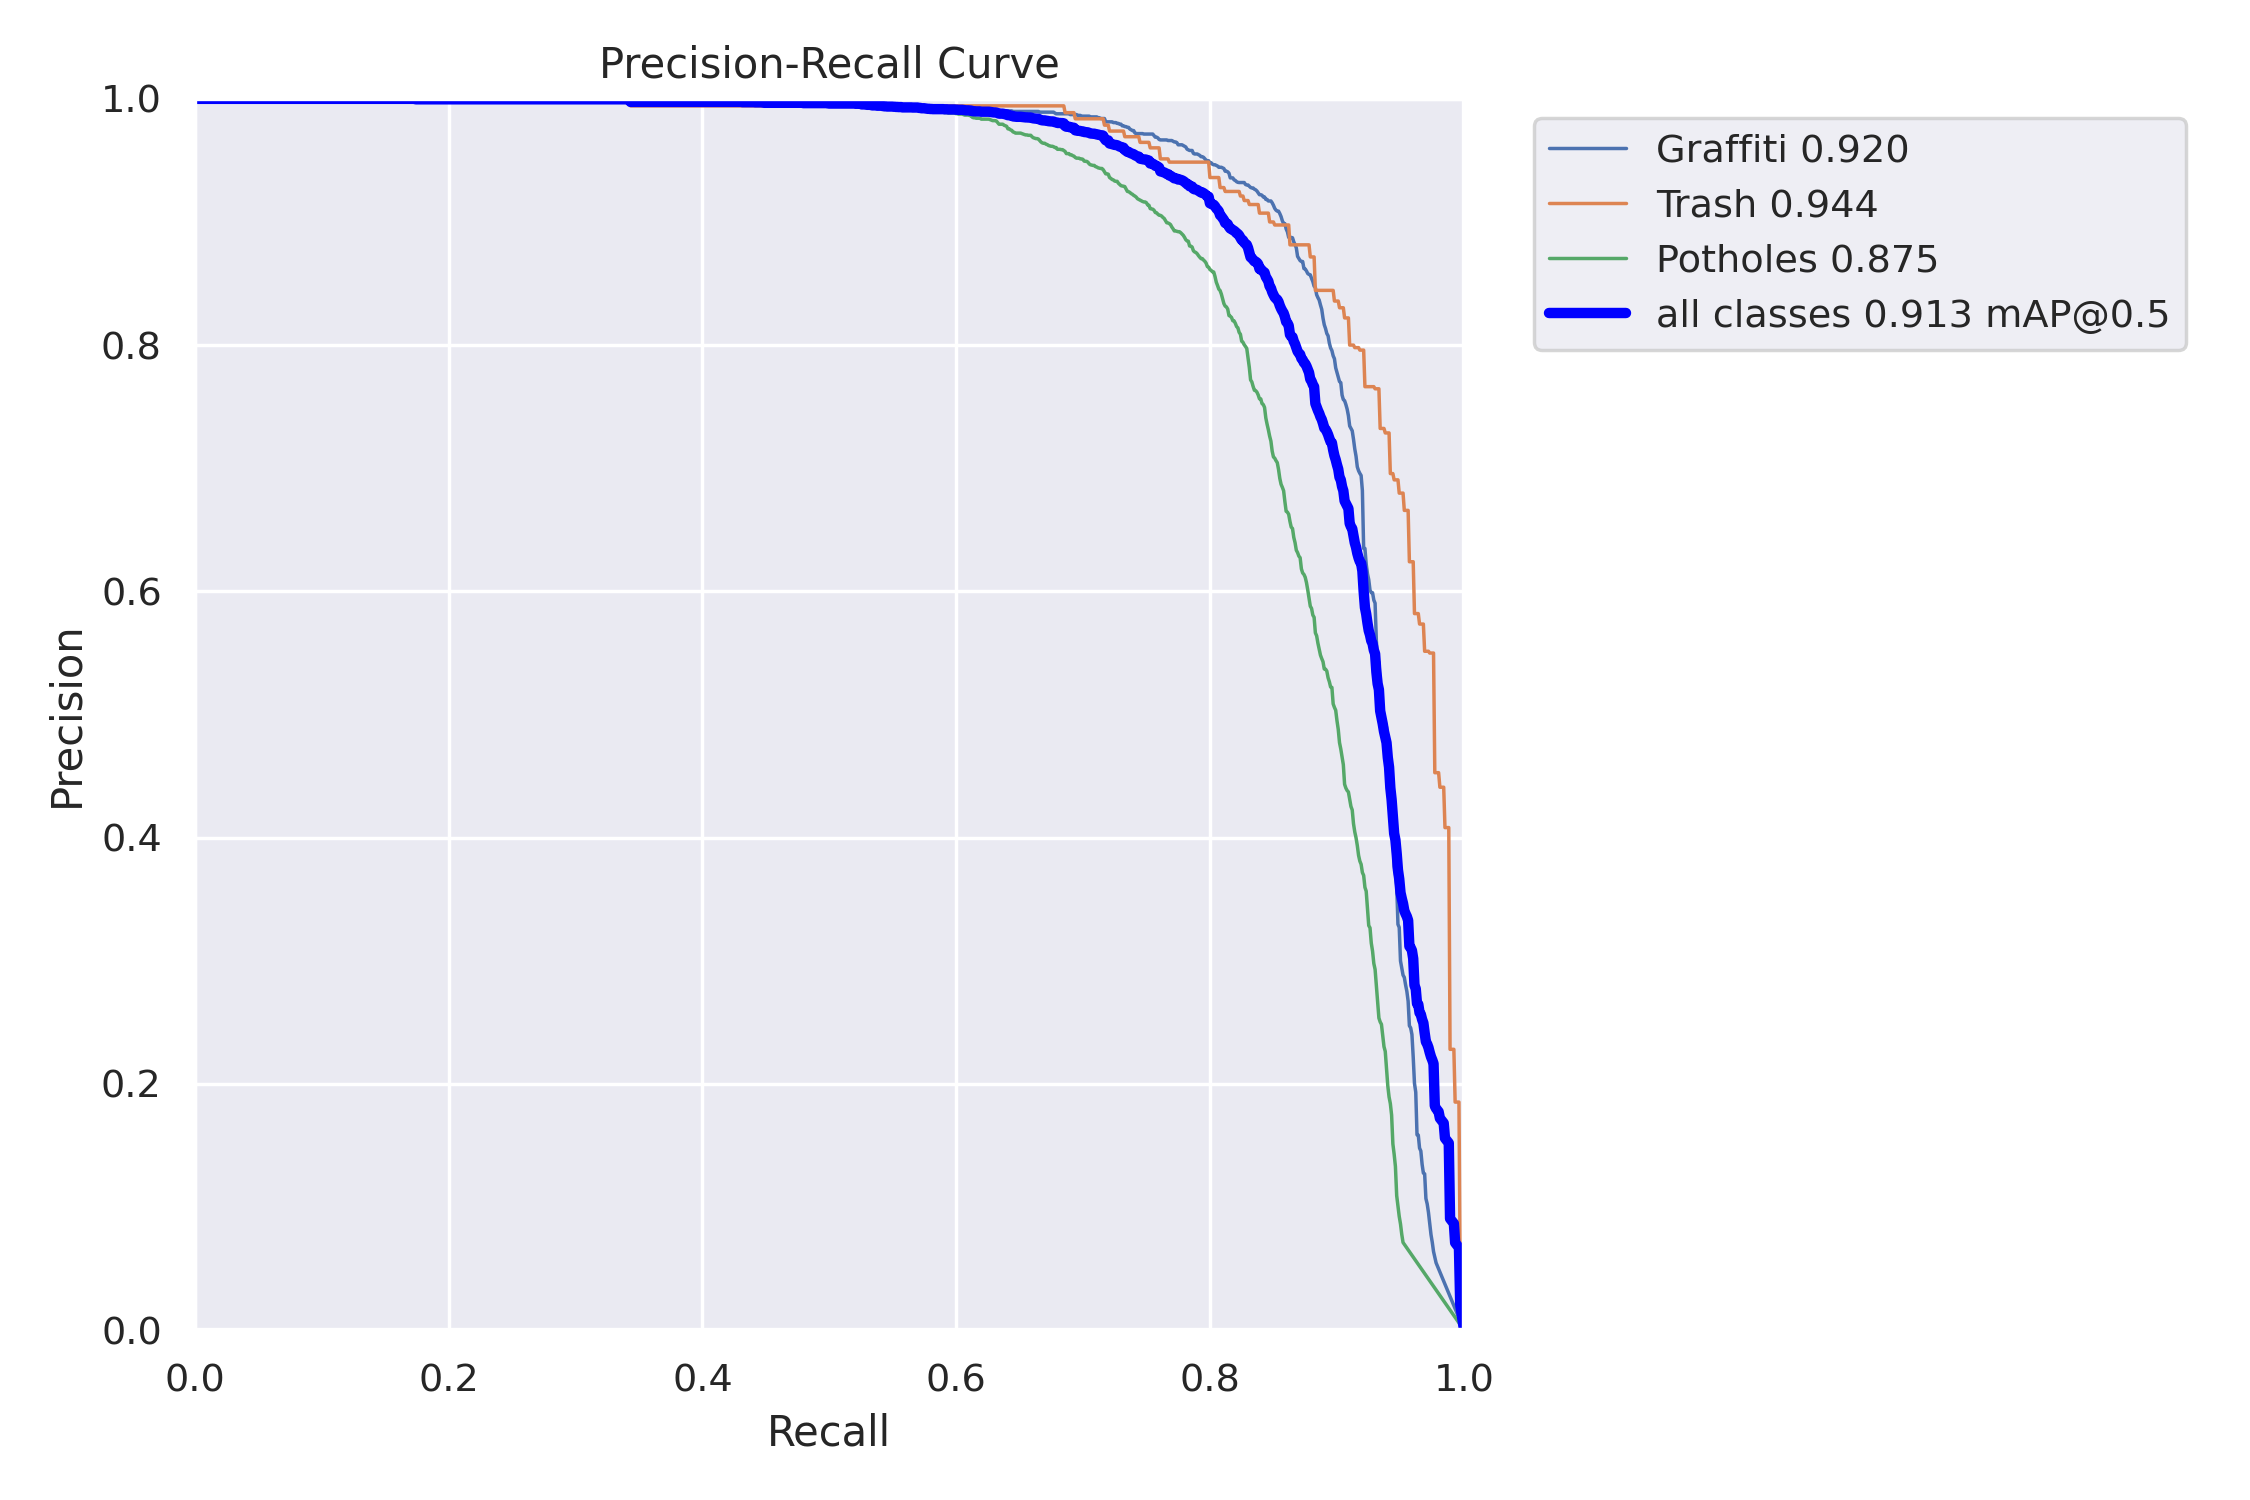 Precision-Recall Curve
1.0
0.8
0.6
0.4
0.2
0.0
Precision
0.0 0.2 0.4 0.6 0.8 1.0
Recall
Graffiti 0.920
Trash 0.944
Potholes 0.875
all classes 0.913 mAP@0.5